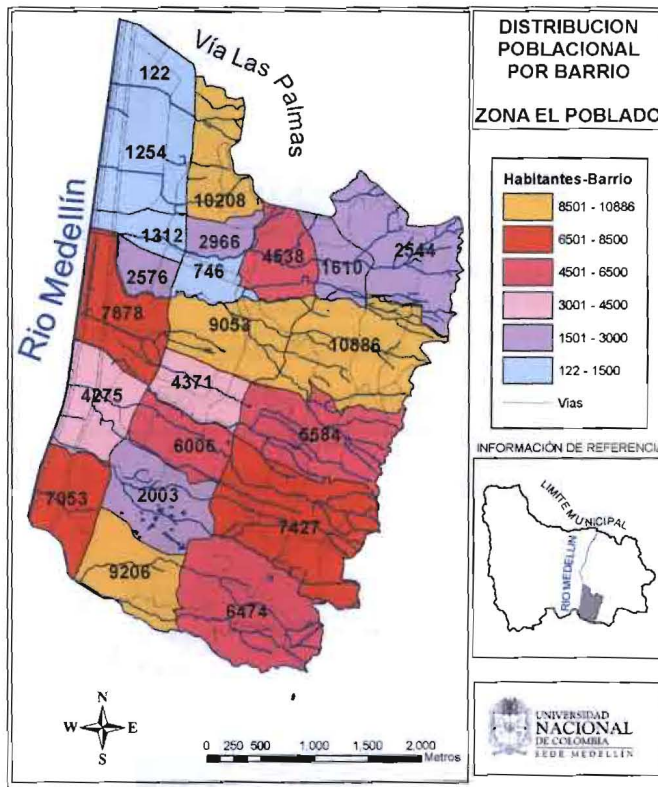 DISTRIBUCION
POBLACIONAL
POR BARRIO
ZONA EL POBLADO
Vía Las Palmas
Rio Medellín
122
1254
10208
1312
2966
4538
1610
2544
2576
746
7878
9053
10886
4371
4275
6006
5584
7053
2003
7427
9206
6474
Habitantes-Barrio
8501 - 10886
6501 - 8500
4501 - 6500
3001 - 4500
1501 - 3000
122 - 1500
Vias
INFORMACIÓN DE REFERENCIA
LIMITE MUNICIPAL
RIO MEDELLIN
N
W E
S
0 250 500 1,000 1,500 2,000
Metros
UNIVERSIDAD
NACIONAL
DE COLOMBIA
SEDE MEDELLÍN